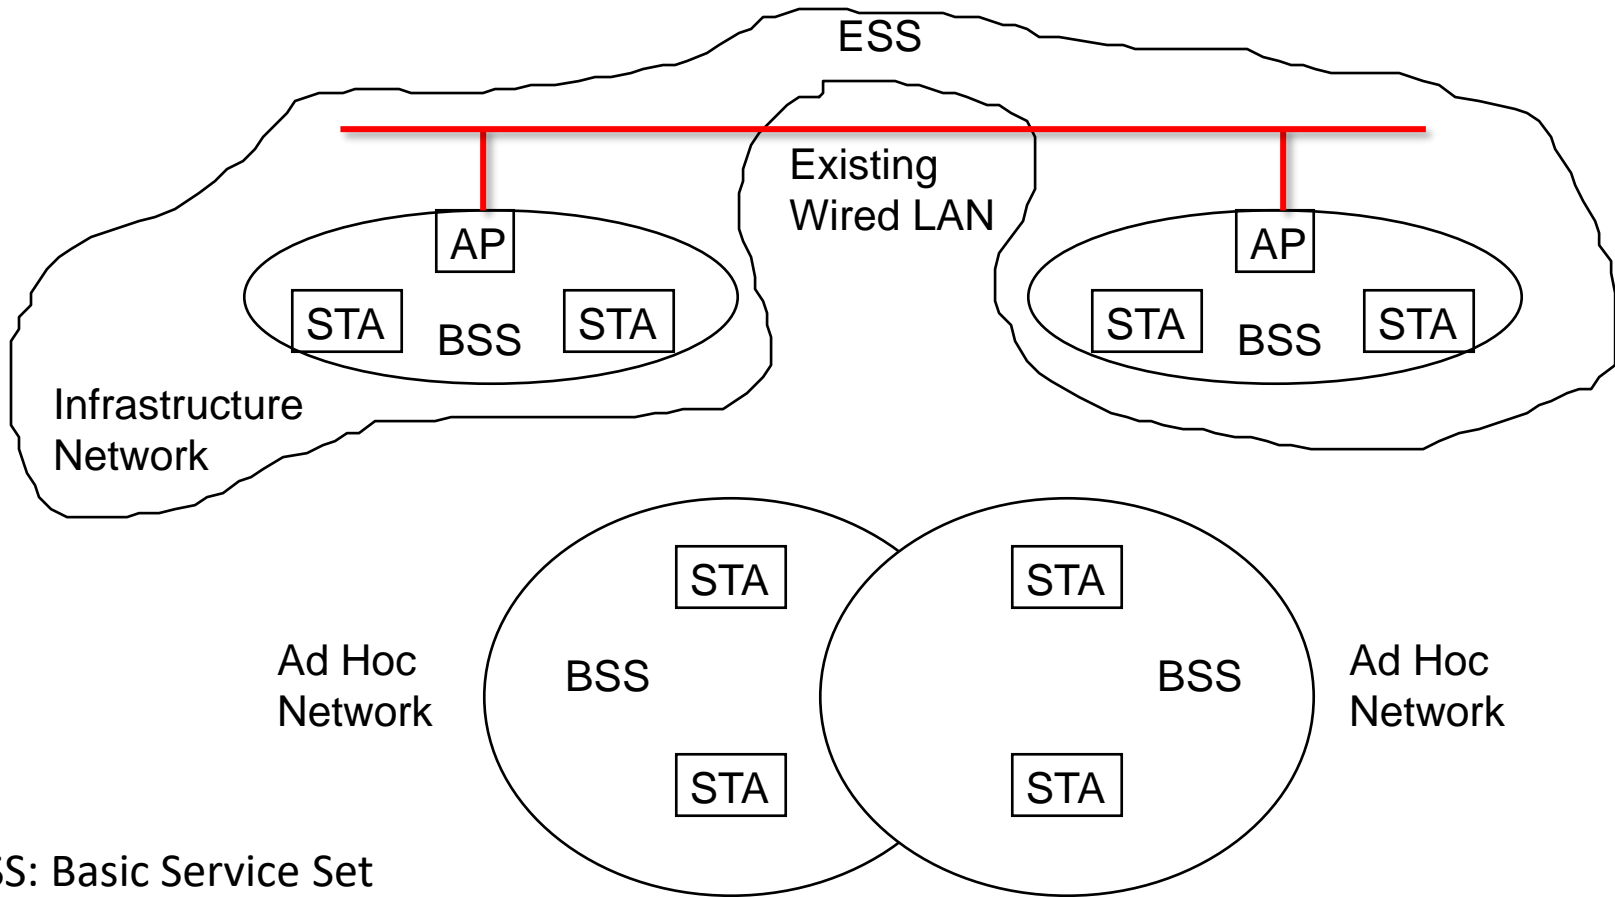 ESS
Existing
Wired LAN
AP
AP
STA
BSS
STA
STA
BSS
STA
Infrastructure
Network
STA
STA
Ad Hoc
Network
BSS
BSS
Ad Hoc
Network
STA
STA
SS: Basic Service Set